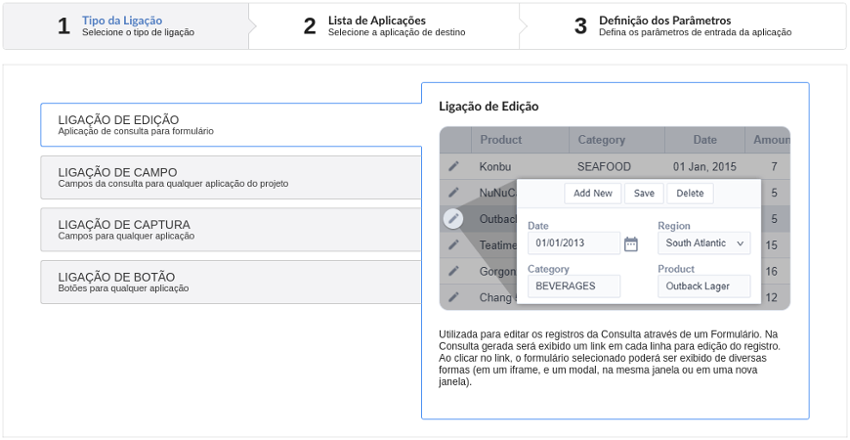 1 Tipo da Ligação
Selecione o tipo de ligação
2 Lista de Aplicações
Selecione a aplicação de destino
3 Definição dos Parâmetros
Defina os parâmetros de entrada da aplicação
LIGAÇÃO DE EDIÇÃO
Aplicação de consulta para formulário
LIGAÇÃO DE CAMPO
Campos da consulta para qualquer aplicação do projeto
LIGAÇÃO DE CAPTURA
Campos para qualquer aplicação
LIGAÇÃO DE BOTÃO
Botões para qualquer aplicação
Ligação de Edição
Product Category Date Amoun
Konbu SEAFOOD 01 Jan, 2015 7
NuNuC 5
Outback 5
Teatime 15
Gorgon 16
Chang 12
Add New Save Delete
Date Region
01/01/2013 South Atlantic
Category Product
BEVERAGES Outback Lager
Utilizada para editar os registros da Consulta através de um Formulário. Na
Consulta gerada será exibido um link em cada linha para edição do registro.
Ao clicar no link, o formulário selecionado poderá ser exibido de diversas
formas (em um iframe, e um modal, na mesma janela ou em uma nova
janela).